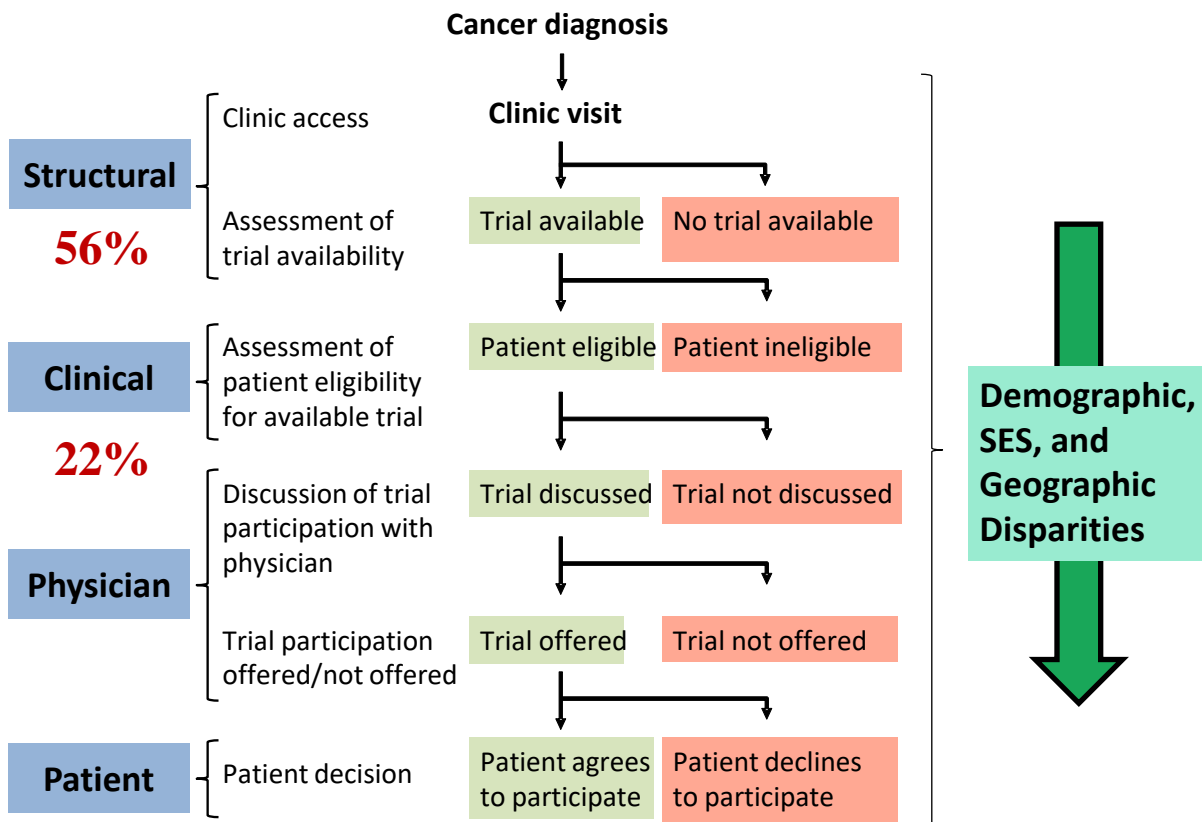 Cancer diagnosis
Clinic visit
Clinic access
Structural
56%
Assessment of
trial availability
Trial available
No trial available
Clinical
22%
Assessment of
patient eligibility
for available trial
Patient eligible
Patient ineligible
Physician
Discussion of trial
participation with
physician
Trial discussed
Trial not discussed
Trial participation
offered/not offered
Trial offered
Trial not offered
Patient
Patient decision
Patient agrees
to participate
Patient declines
to participate
Demographic,
SES, and
Geographic
Disparities